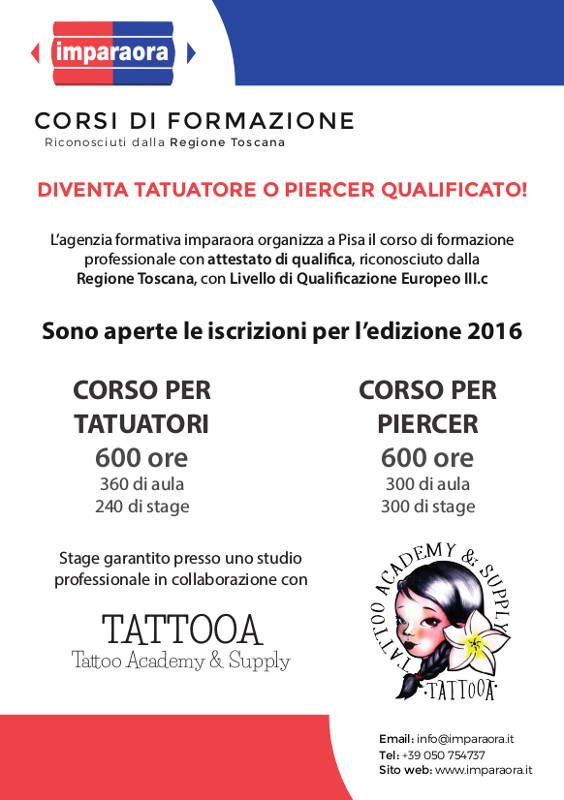 imparaora
CORSI DI FORMAZIONE
Riconosciuti dalla Regione Toscana
DIVENTA TATUATORE O PIERCER QUALIFICATO!
L'agenzia formativa imparaora organizza a Pisa il corso di formazione
professionale con attestato di qualifica, riconosciuto dalla
Regione Toscana, con Livello di Qualificazione Europeo III.c
Sono aperte le iscrizioni per l'edizione 2016
CORSO PER
TATUATORI
600 ore
360 di aula
240 di stage
CORSO PER
PIERCER
600 ore
300 di aula
300 di stage
Stage garantito presso uno studio
professionale in collaborazione con
TATTOOA
Tattoo Academy & Supply
TATTOO ACADEMY & SUPPLY
·TATTOOA·
Email: info@imparaora.it
Tel: +39 050 754737
Sito web: www.imparaora.it